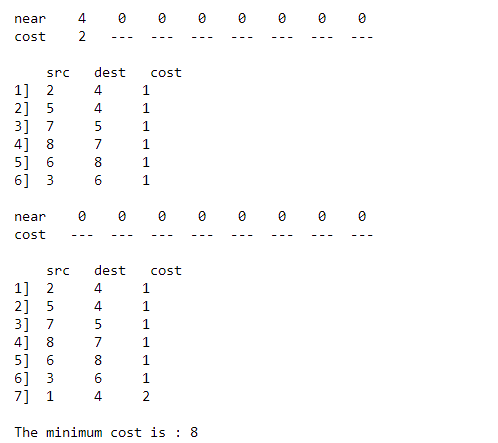 near    4    0    0    0    0    0    0    0
cost    2   ---  ---  ---  ---  ---  ---  ---
    src   dest   cost
1]  2     4     1
2]  5     4     1
3]  7     5     1
4]  8     7     1
5]  6     8     1
6]  3     6     1
near    0    0    0    0    0    0    0    0
cost   ---  ---  ---  ---  ---  ---  ---  ---
    src   dest   cost
1]  2     4     1
2]  5     4     1
3]  7     5     1
4]  8     7     1
5]  6     8     1
6]  3     6     1
7]  1     4     2
The minimum cost is : 8